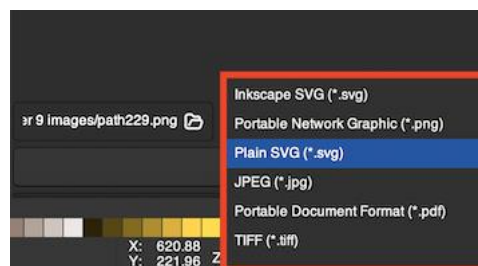 Inkscape SVG (*.svg)
er 9 images/path229.png
Portable Network Graphic (*.png)
Plain SVG (*.svg)
JPEG (*.jpg)
Portable Document Format (*.pdf)
TIFF (*.tiff)
X: 620.88
Y: 221.96
Z